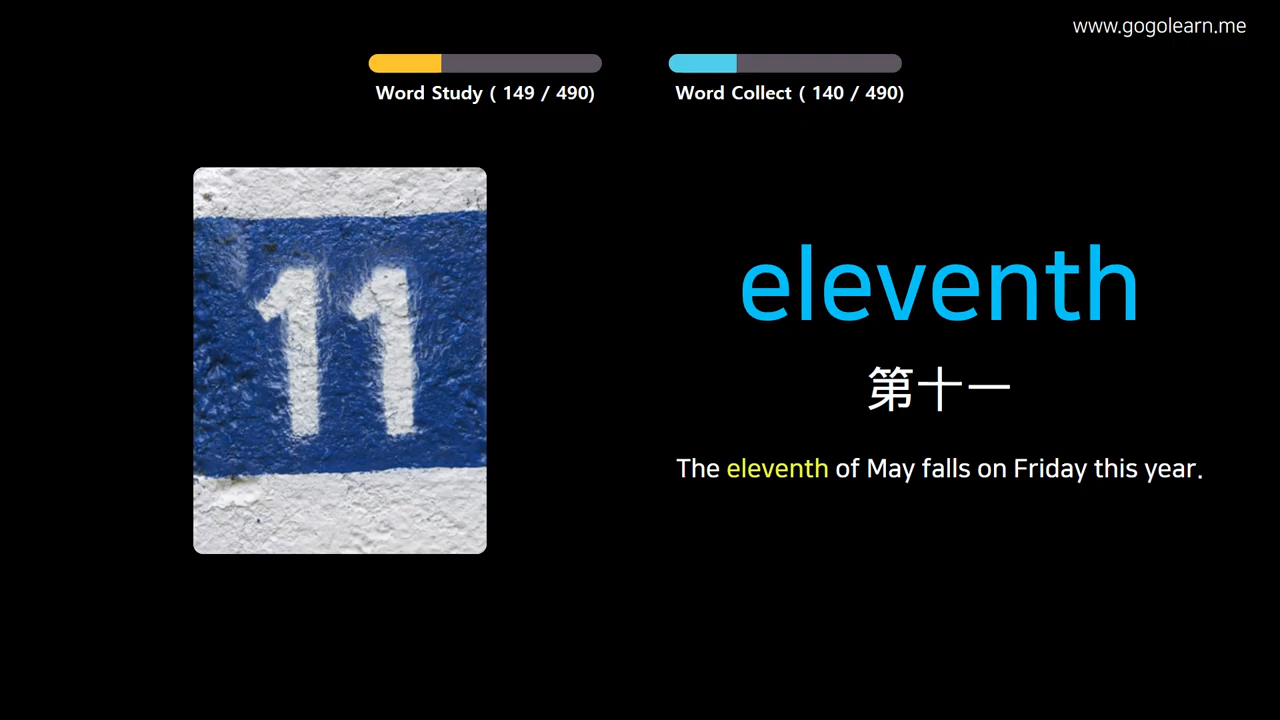 www.gogolearn.me
Word Study ( 149 / 490)
Word Collect ( 140 / 490)
11
eleventh
第十一
The eleventh of May falls on Friday this year.